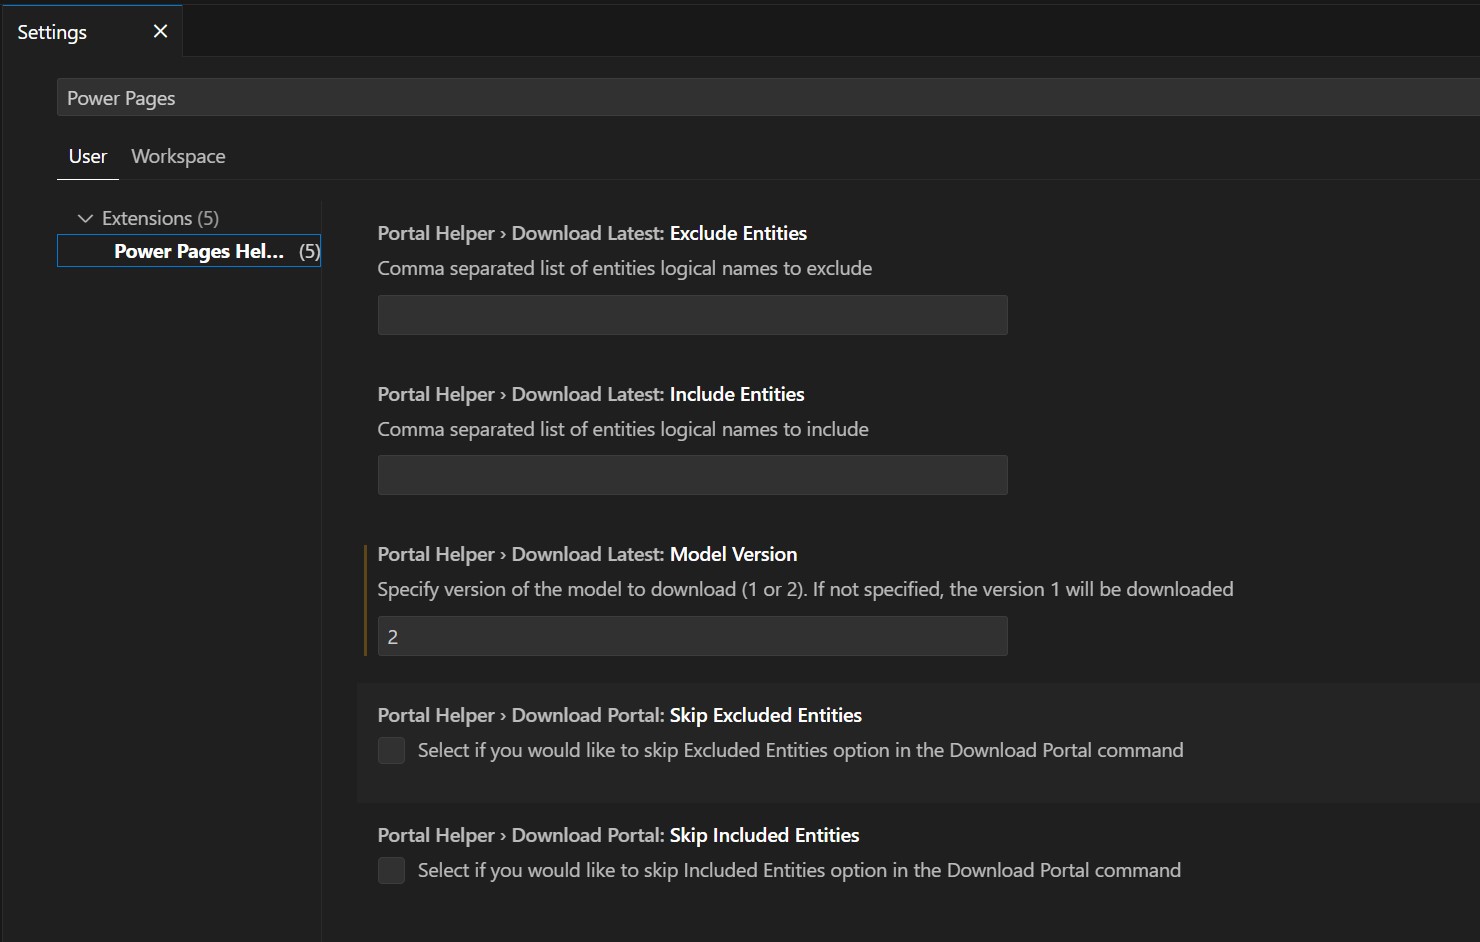 Settings
Power Pages
User Workspace
Extensions (5)
Power Pages Hel... (5)
Portal Helper › Download Latest: Exclude Entities
Comma separated list of entities logical names to exclude
Portal Helper › Download Latest: Include Entities
Comma separated list of entities logical names to include
Portal Helper › Download Latest: Model Version
Specify version of the model to download (1 or 2). If not specified, the version 1 will be downloaded
2
Portal Helper › Download Portal: Skip Excluded Entities
Select if you would like to skip Excluded Entities option in the Download Portal command
Portal Helper › Download Portal: Skip Included Entities
Select if you would like to skip Included Entities option in the Download Portal command